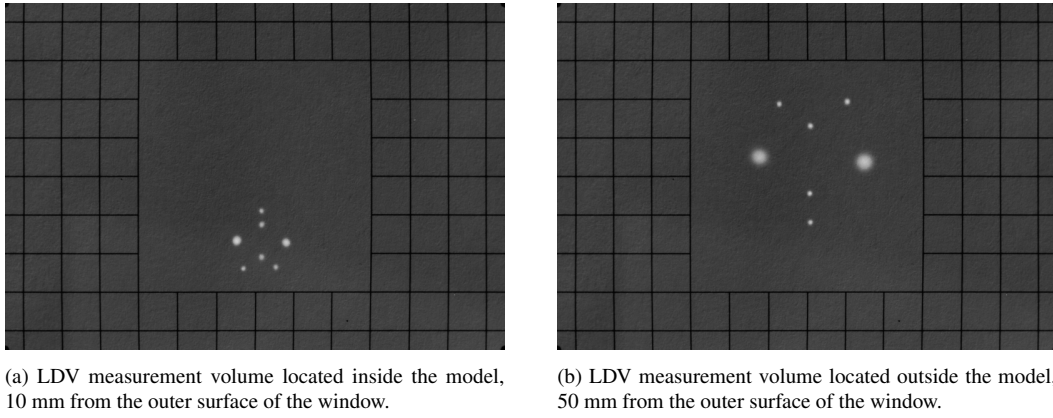 (a) LDV measurement volume located inside the model,
10 mm from the outer surface of the window.
(b) LDV measurement volume located outside the model,
50 mm from the outer surface of the window.